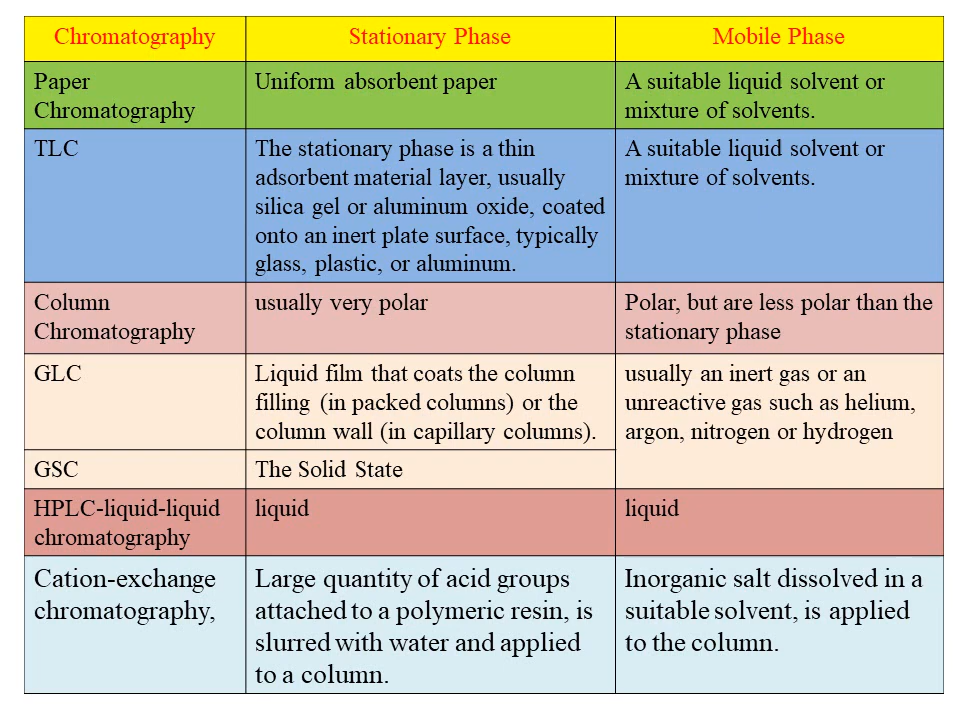 Chromatography
Stationary Phase
Mobile Phase
Paper
Chromatography
Uniform absorbent paper
A suitable liquid solvent or
mixture of solvents.
TLC
The stationary phase is a thin
adsorbent material layer, usually
silica gel or aluminum oxide, coated
onto an inert plate surface, typically
glass, plastic, or aluminum.
A suitable liquid solvent or
mixture of solvents.
Column
Chromatography
usually very polar
Polar, but are less polar than the
stationary phase
GLC
Liquid film that coats the column
filling (in packed columns) or the
column wall (in capillary columns).
usually an inert gas or an
unreactive gas such as helium,
argon, nitrogen or hydrogen
GSC
The Solid State
HPLC-liquid-liquid
chromatography
liquid
liquid
Cation-exchange
chromatography,
Large quantity of acid groups
attached to a polymeric resin, is
slurred with water and applied
to a column.
Inorganic salt dissolved in a
suitable solvent, is applied
to the column.